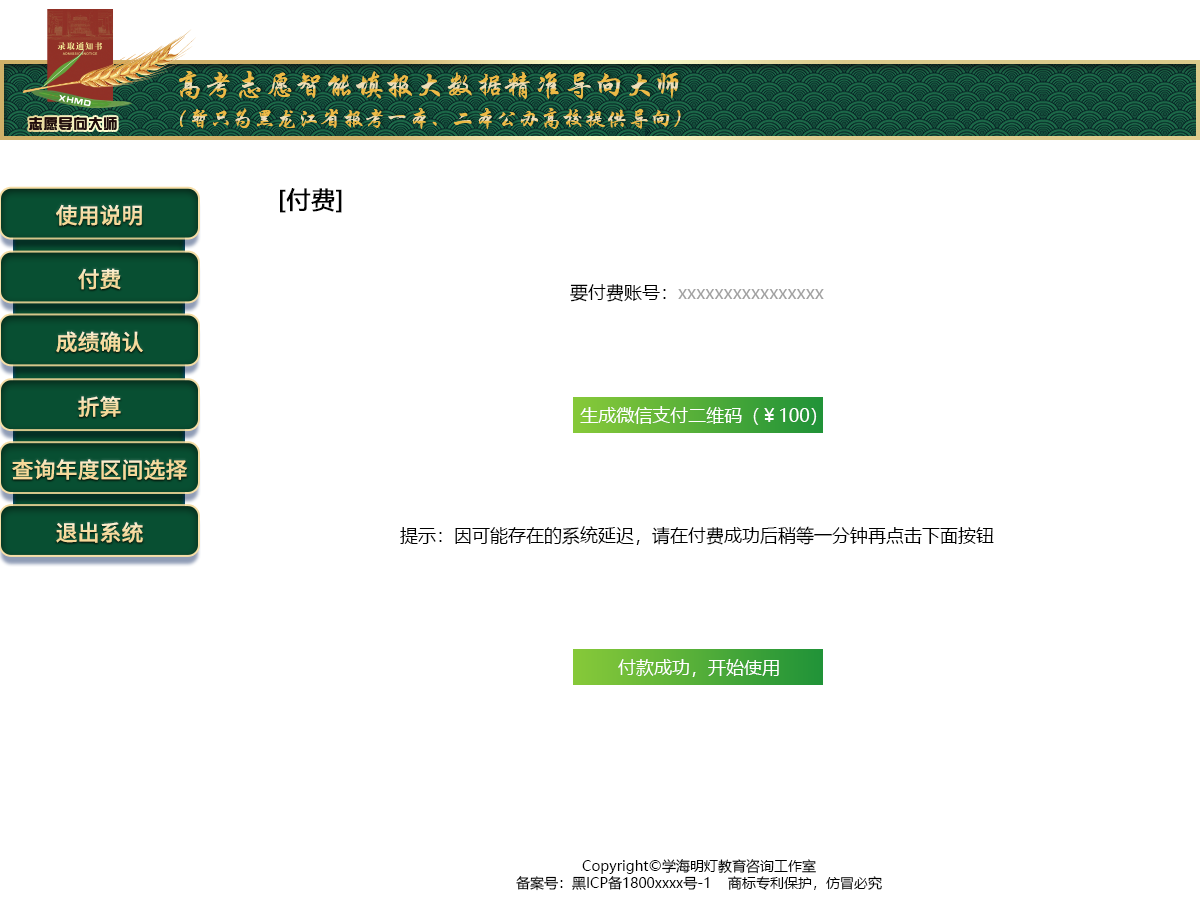 录取通知书
ADMISSION NOTICE
XHMD
志愿导向大师
高考志愿智能填报大数据精准导向大师
（暂只为黑龙江省报考一本、二本公办高校提供导向）
使用说明
付费
成绩确认
折算
查询年度区间选择
退出系统
[付费]
要付费账号：xxxxxxxxxxxxxxxx
生成微信支付二维码（￥100）
提示：因可能存在的系统延迟，请在付费成功后稍等一分钟再点击下面按钮
付款成功，开始使用
Copyright©学海明灯教育咨询工作室
备案号：黑ICP备1800xxxx号-1 商标专利保护，仿冒必究